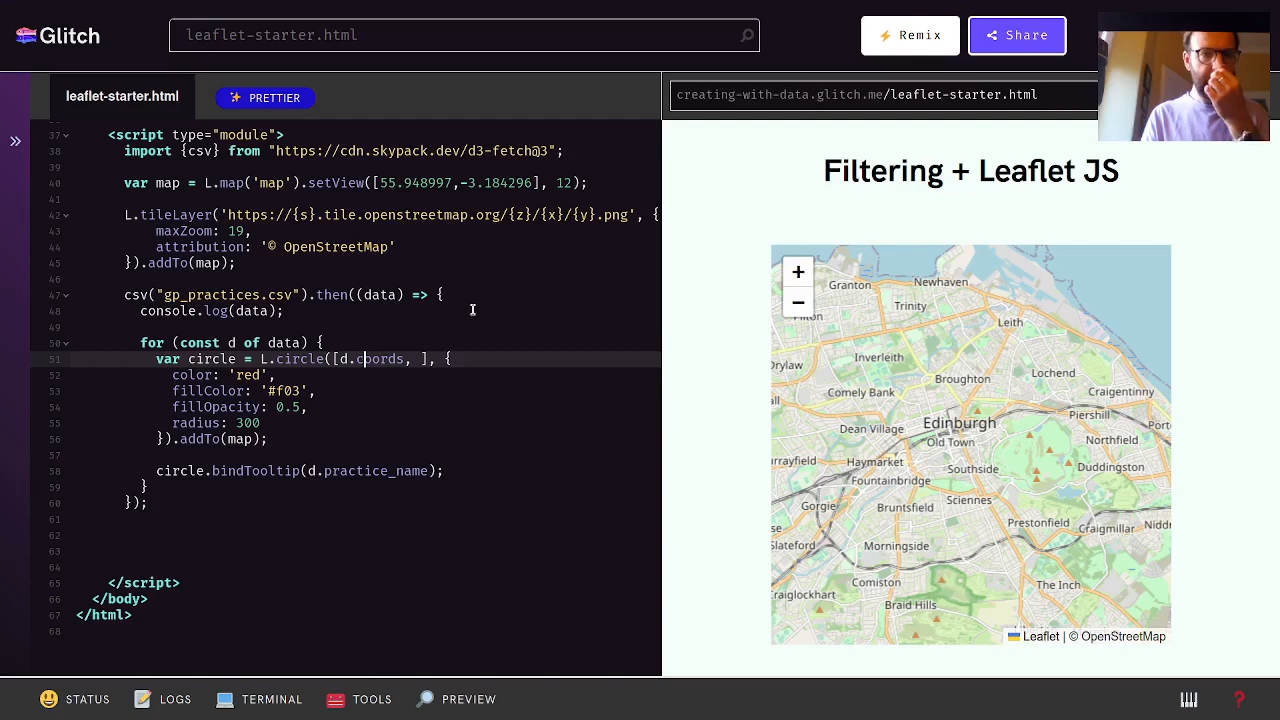 Glitch
leaflet-starter.html
Remix
Share
leaflet-starter.html
PRETTIER
creating-with-data.glitch.me/leaflet-starter.html
37 <script type="module">
38 import {csv} from "https://cdn.skypack.dev/d3-fetch@3";
39
40 var map = L.map('map').setView([55.948997,-3.184296], 12);
41
42 L.tileLayer('https://{s}.tile.openstreetmap.org/{z}/{x}/{y}.png', {
43 maxZoom: 19,
44 attribution: '© OpenStreetMap'
45 }).addTo(map);
46
47 csv("gp_practices.csv").then((data) => {
48 console.log(data);
49
50 for (const d of data) {
51 var circle = L.circle([d.coords, ], {
52 color: 'red',
53 fillColor: '#f03',
54 fillOpacity: 0.5,
55 radius: 300
56 }).addTo(map);
57
58 circle.bindTooltip(d.practice_name);
59 }
60 });
61
62
63
64
65 </script>
66 </body>
67 </html>
68
Filtering + Leaflet JS
+
−
Granton
Newhaven
Trinity
Leith
Drylaw
Inverleith
Craigentinny
Broughton
Comely Bank
Edinburgh
Piershill
Dean Village
Old Town
Northfield
Haymarket
Southside
Duddingston
Fountainbridge
Sciennes
Gorgie
Bruntsfield
Prestonfield
Craigmillar
Slateford
Morningside
Comiston
The Inch
Craiglockhart
Braid Hills
Leaflet | © OpenStreetMap
STATUS
LOGS
TERMINAL
TOOLS
PREVIEW
?